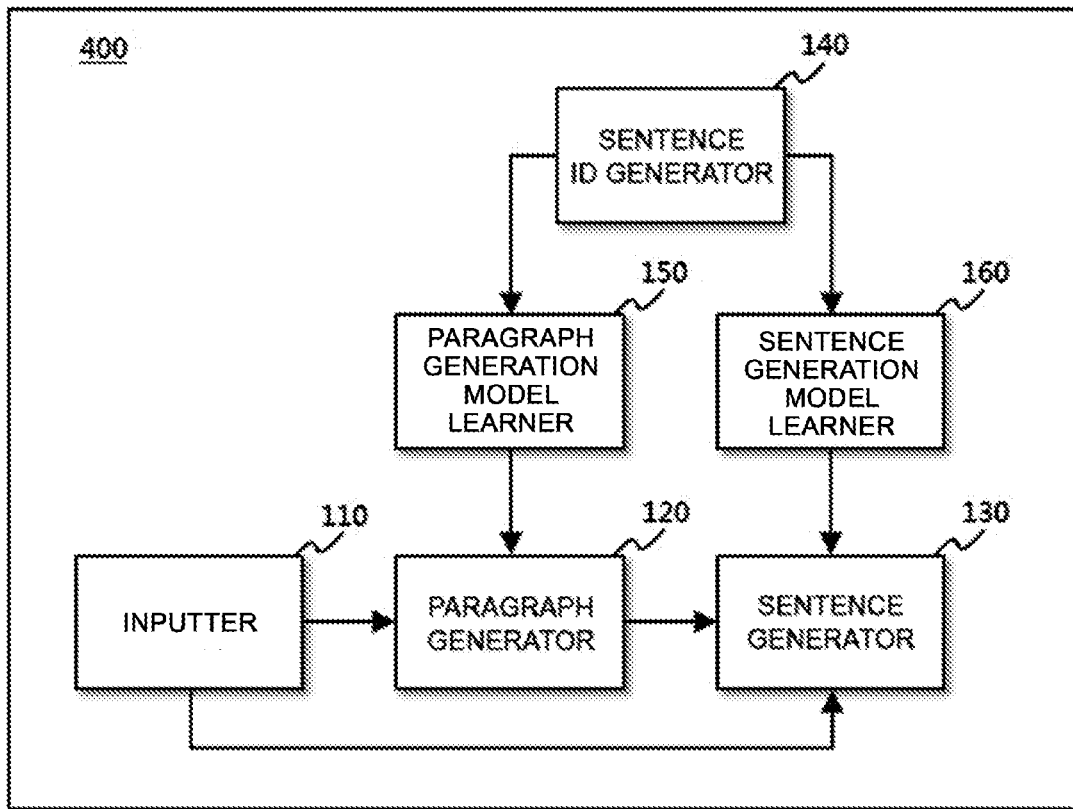 400
140
SENTENCE
ID GENERATOR
150
160
PARAGRAPH
GENERATION
MODEL
LEARNER
SENTENCE
GENERATION
MODEL
LEARNER
110
120
130
INPUTTER
PARAGRAPH
GENERATOR
SENTENCE
GENERATOR